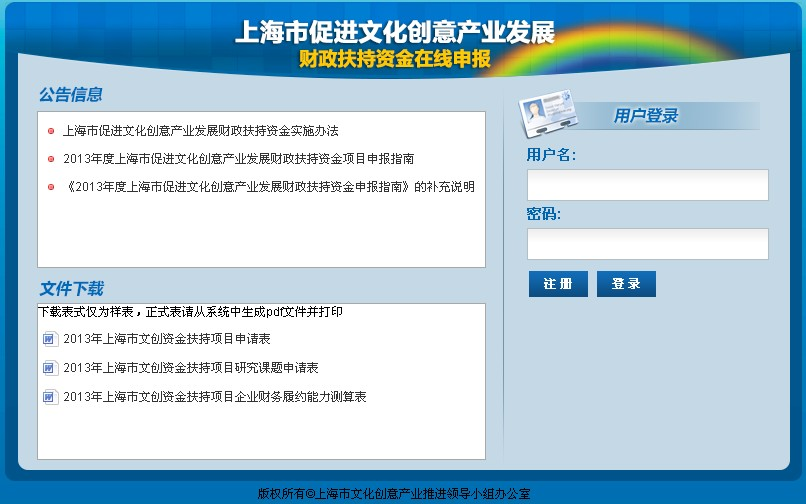 上海市促进文化创意产业发展
财政扶持资金在线申报
公告信息
上海市促进文化创意产业发展财政扶持资金实施办法
2013年度上海市促进文化创意产业发展财政扶持资金项目申报指南
《2013年度上海市促进文化创意产业发展财政扶持资金申报指南》的补充说明
文件下载
下载表式仅为样表，正式表请从系统中生成pdf文件并打印
2013年上海市文创资金扶持项目申请表
2013年上海市文创资金扶持项目研究课题申请表
2013年上海市文创资金扶持项目企业财务履约能力测算表
用户登录
用户名:
密码:
注 册
登 录
版权所有©上海市文化创意产业推进领导小组办公室